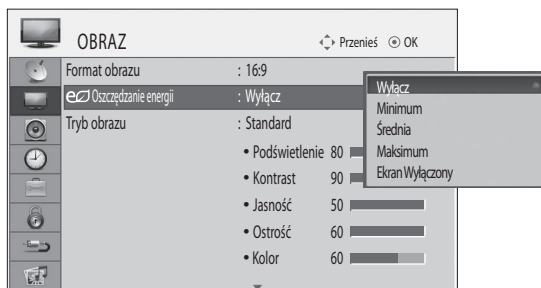 OBRAZ Przenieś OK
Format obrazu : 16:9
eco Oszczędzanie energii : Wyłącz
Tryb obrazu : Standard
• Podświetlenie 80
• Kontrast 90
• Jasność 50
• Ostrość 60
• Kolor 60
Wyłącz
Minimum
Średnia
Maksimum
Ekran Wyłączony